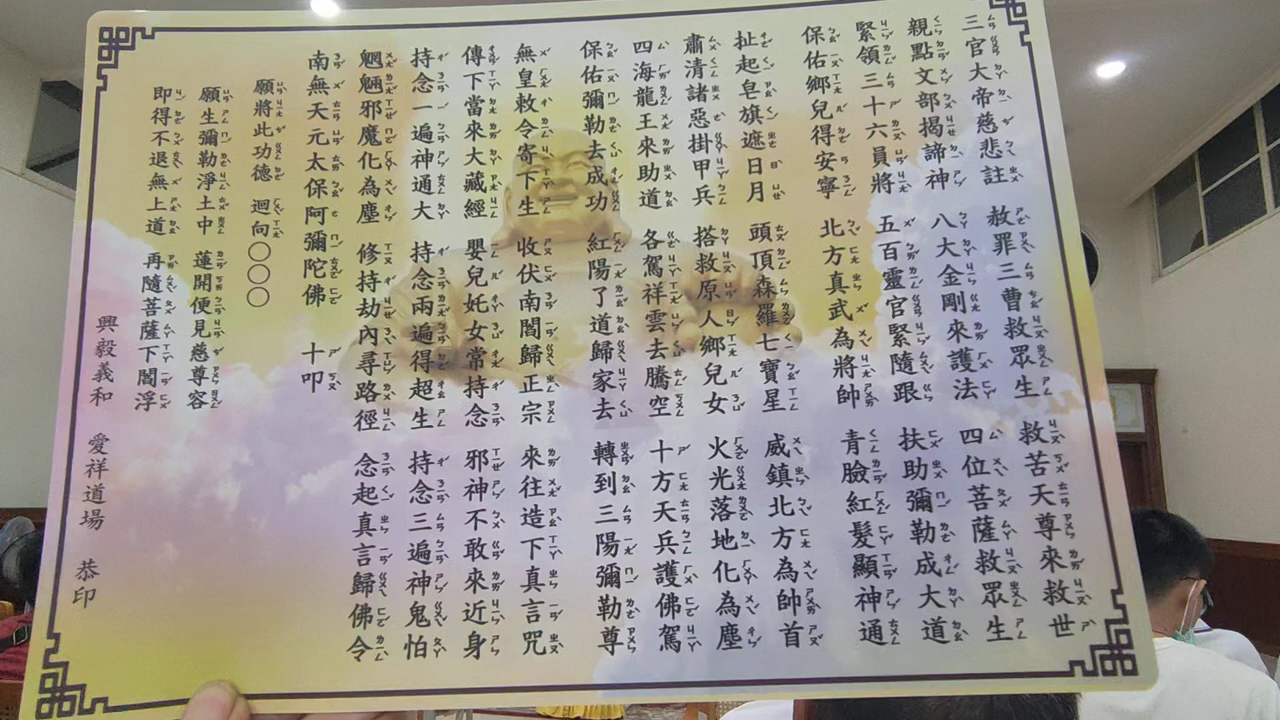 三官大帝慈悲註 赦罪三曹救眾生 救苦天尊來救世
親點文部揭諦神 八大金剛來護法 四位菩薩救眾生
緊領三十六員將 五百靈官緊隨跟 扶助彌勒成大道
保佑鄉兒得安寧 北方真武為將帥 青臉紅髮顯神通
扯起皂旗遮日月 頭頂森羅七寶星 威鎮北方為帥首
肅清諸惡掛甲兵 搭救原人鄉兒女 火光落地化為塵
四海龍王來助道 各駕祥雲去騰空 十方天兵護佛駕
保佑彌勒去成功 紅陽了道歸家去 轉到三陽彌勒尊
無皇敕令寄下生 收伏南閻歸正宗 來往造下真言咒
傳下當來大藏經 嬰兒奼女常持念 邪神不敢來近身
持念一遍神通大 持念兩遍得超生 持念三遍神鬼怕
魍魎邪魔化為塵 修持劫內尋路徑 念起真言歸佛令
南無天元太保阿彌陀佛 十叩
願將此功德 迴向〇〇〇
願生彌勒淨土中 蓮開便見慈尊容
即得不退無上道 再隨菩薩下閻浮
興毅義和 愛祥道場 恭印